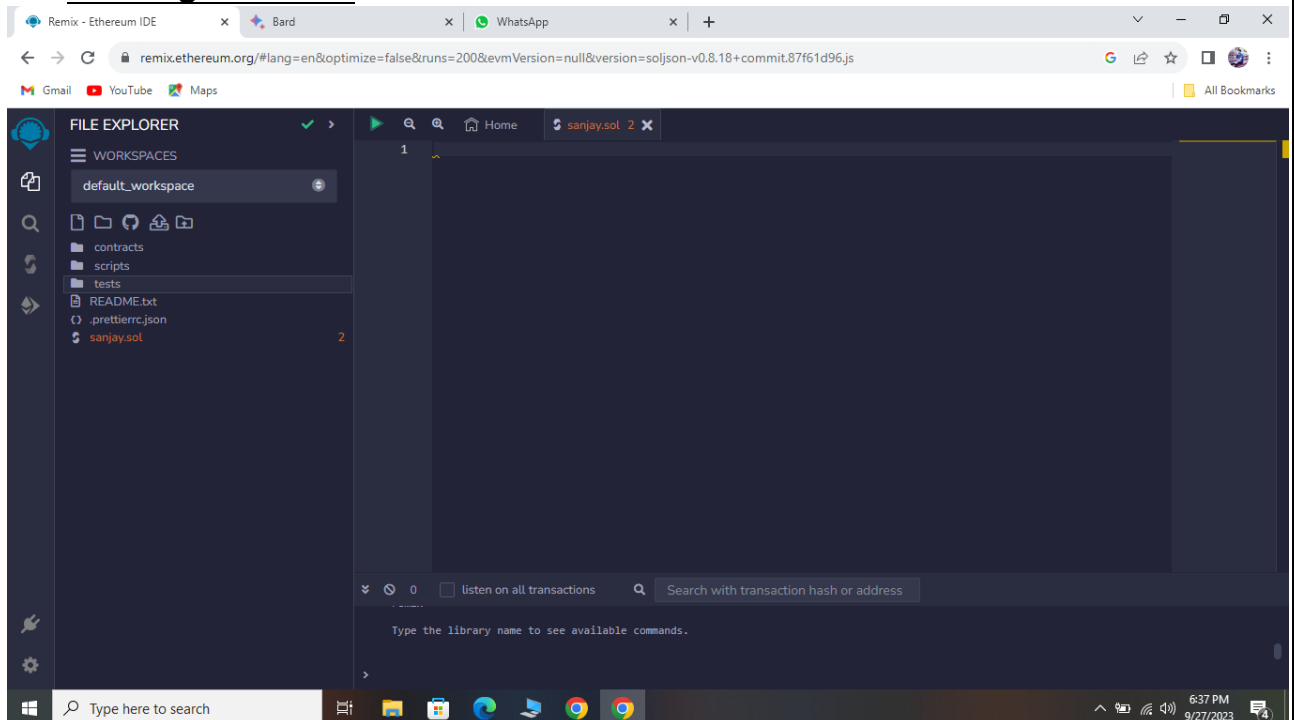 Remix - Ethereum IDE
Bard
WhatsApp
remix.ethereum.org/#lang=en&optimize=false&runs=200&evmVersion=null&version=soljson-v0.8.18+commit.87f61d96.js
Gmail YouTube Maps All Bookmarks
FILE EXPLORER
Home
sanjay.sol 2
WORKSPACES
1
default_workspace
contracts
scripts
tests
README.txt
.prettierrc.json
sanjay.sol 2
0 listen on all transactions Search with transaction hash or address
Type the library name to see available commands.
>
Type here to search
6:37 PM
9/27/2023
4